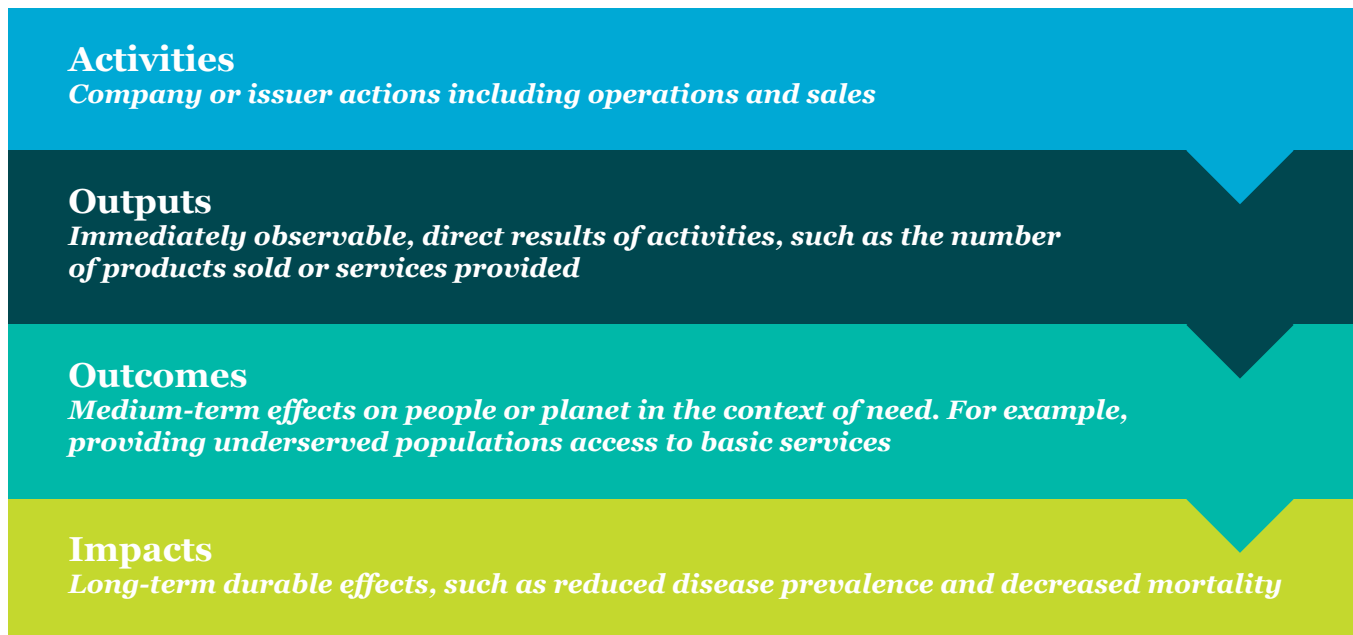 Activities
Company or issuer actions including operations and sales
Outputs
Immediately observable, direct results of activities, such as the number
of products sold or services provided
Outcomes
Medium-term effects on people or planet in the context of need. For example,
providing underserved populations access to basic services
Impacts
Long-term durable effects, such as reduced disease prevalence and decreased mortality